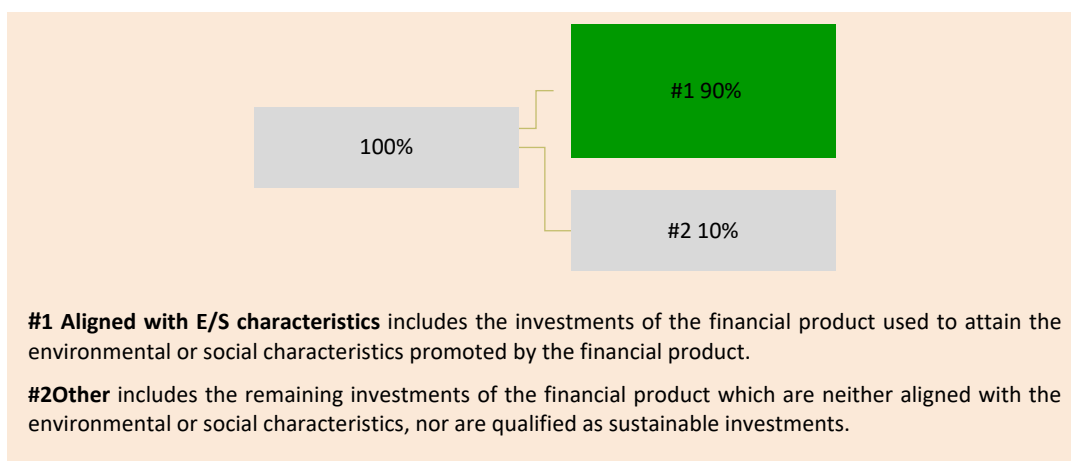 #1 90%
100%
#2 10%
#1 Aligned with E/S characteristics includes the investments of the financial product used to attain the
environmental or social characteristics promoted by the financial product.
#2Other includes the remaining investments of the financial product which are neither aligned with the
environmental or social characteristics, nor are qualified as sustainable investments.